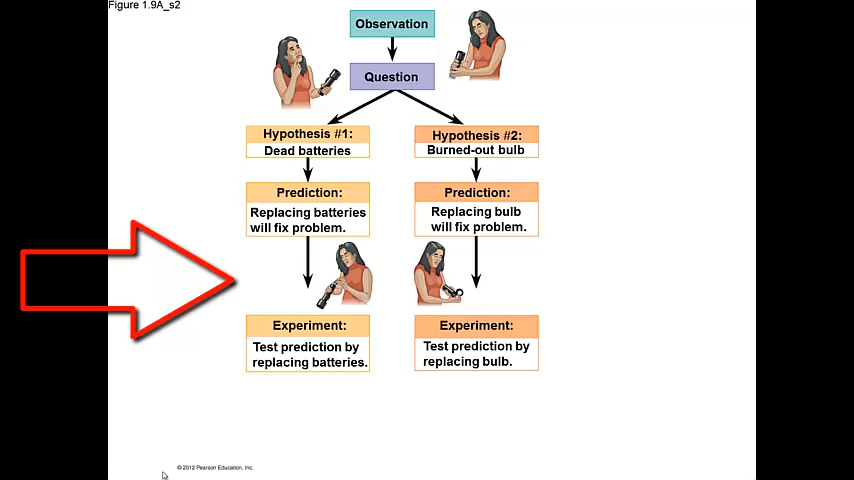 Figure 1.9A_s2
Observation
Question
Hypothesis #1:
Dead batteries
Hypothesis #2:
Burned-out bulb
Prediction:
Replacing batteries
will fix problem.
Prediction:
Replacing bulb
will fix problem.
Experiment:
Test prediction by
replacing batteries.
Experiment:
Test prediction by
replacing bulb.
© 2012 Pearson Education, Inc.